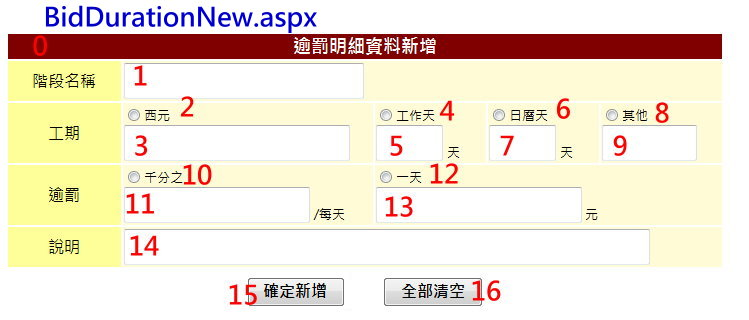 BidDurationNew.aspx
0 逾罰明細資料新增
階段名稱 1
西元 2 工作天 4 日曆天 6 其他 8
工期 3 5 天 7 天 9
千分之 10 一天 12
逾罰 11 /每天 13 元
說明 14
15 確定新增 全部清空 16